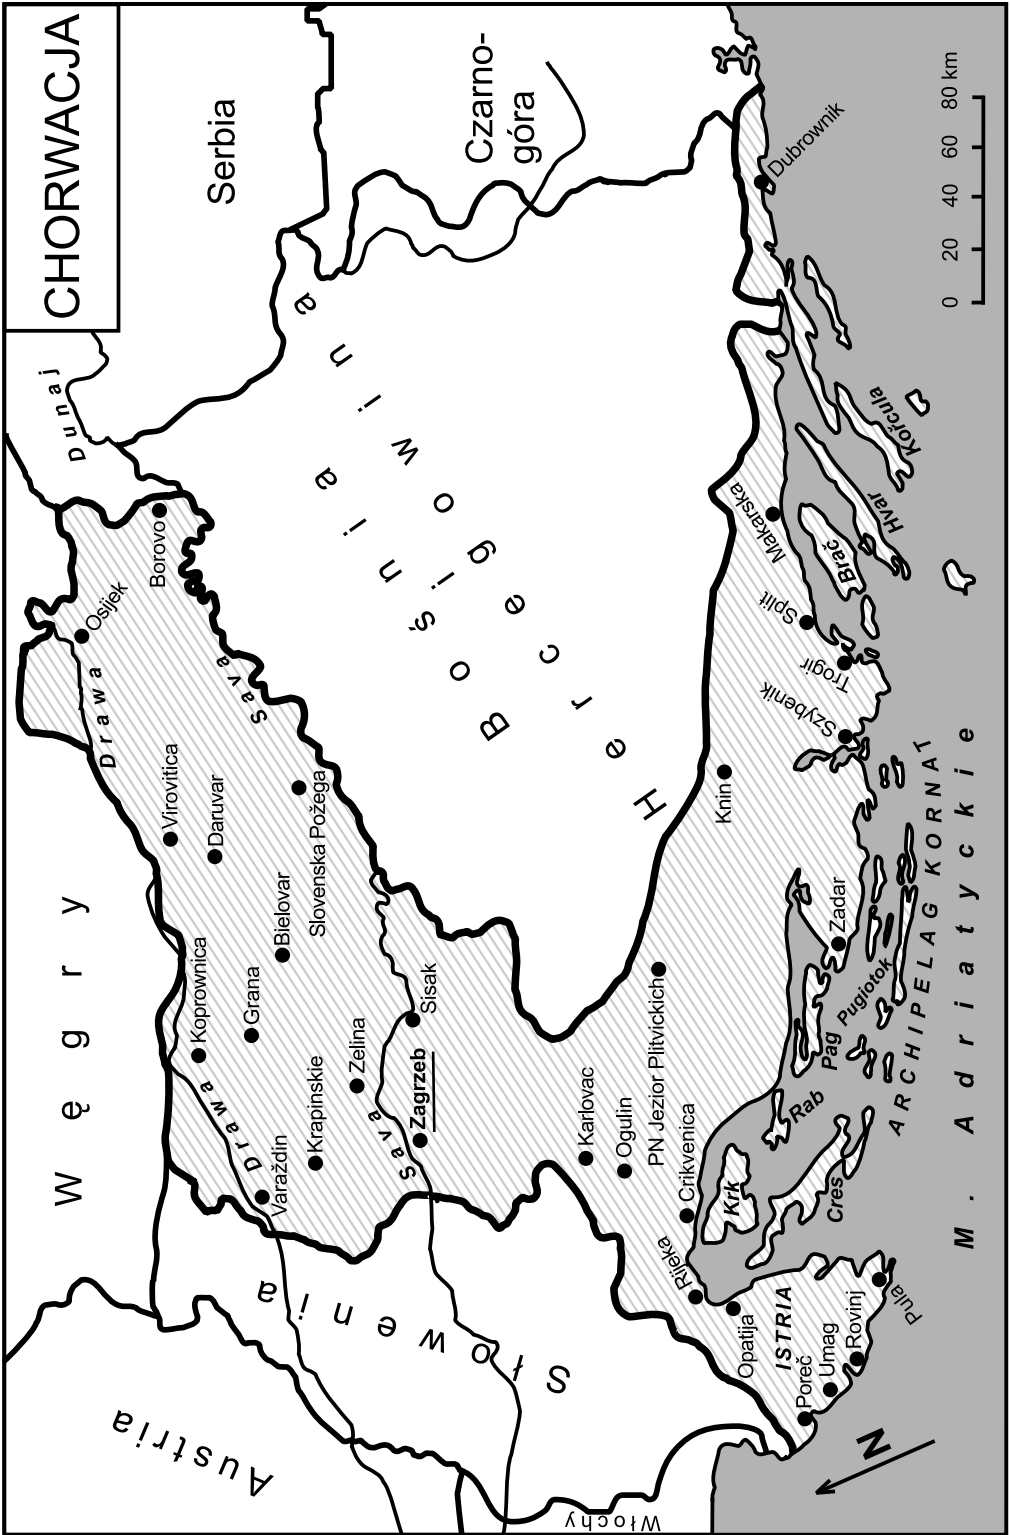 CHORWACJA
Węgry
Austria
Słowenia
Włochy
Serbia
Czarno-
góra
Bośnia i
Hercegowina
Dunaj
Drawa
Drawa
Sava
Sava
Osijek
Borovo
Virovitica
Daruvar
Slovenska Požega
Bielovar
Koprownica
Grana
Zelina
Krapinskie
Varaždin
Sisak
Zagrzeb
Karlovac
Ogulin
PN Jezior Plitvickich
Crikvenica
Rijeka
Opatija
ISTRIA
Poreč
Umag
Rovinj
Pula
Krk
Cres
Rab
Pag
Pugiotok
Zadar
Knin
Szybenik
Trogir
Split
Makarska
Brač
Hvar
Kořcula
Dubrownik
ARCHIPELAG KORNAT
M. Adriatyckie
N
0 20 40 60 80 km